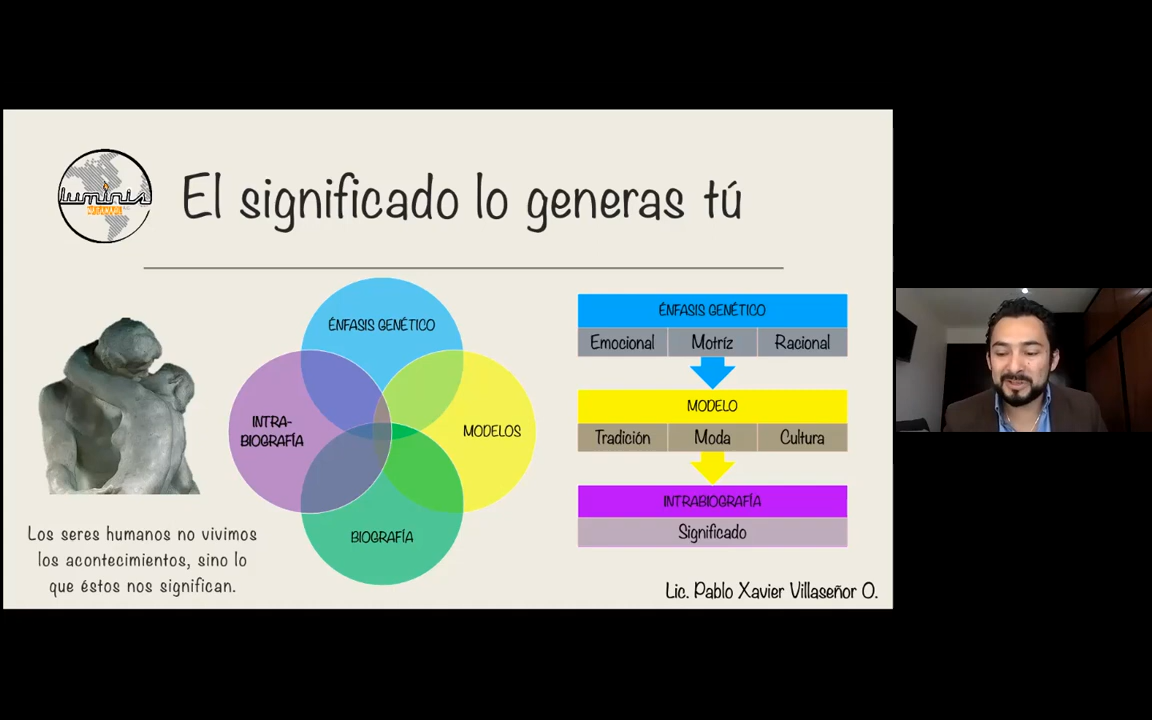 luminis
El significado lo generas tú
ÉNFASIS GENÉTICO
INTRA-
BIOGRAFÍA
MODELOS
BIOGRAFÍA
Los seres humanos no vivimos
los acontecimientos, sino lo
que éstos nos significan.
ÉNFASIS GENÉTICO
Emocional Motríz Racional
MODELO
Tradición Moda Cultura
INTRABIOGRAFÍA
Significado
Lic. Pablo Xavier Villaseñor O.